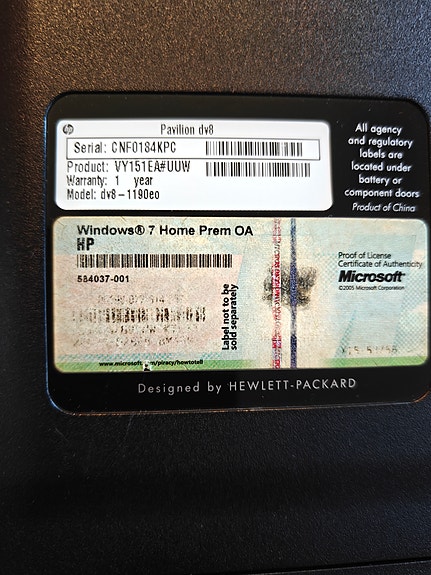 hp
Pavilion dv8
Serial: CNF0184KPC
Product: VY151EA#UUW
Warranty: 1 year
Model: dv8-1190eo
All agency
and regulatory
labels are
located under
battery or
component doors
Product of China
Windows® 7 Home Prem OA
HP
584037-001
Label not to be
sold separately
Proof of License
Certificate of Authenticity
Microsoft
©2005 Microsoft Corporation
Designed by HEWLETT-PACKARD